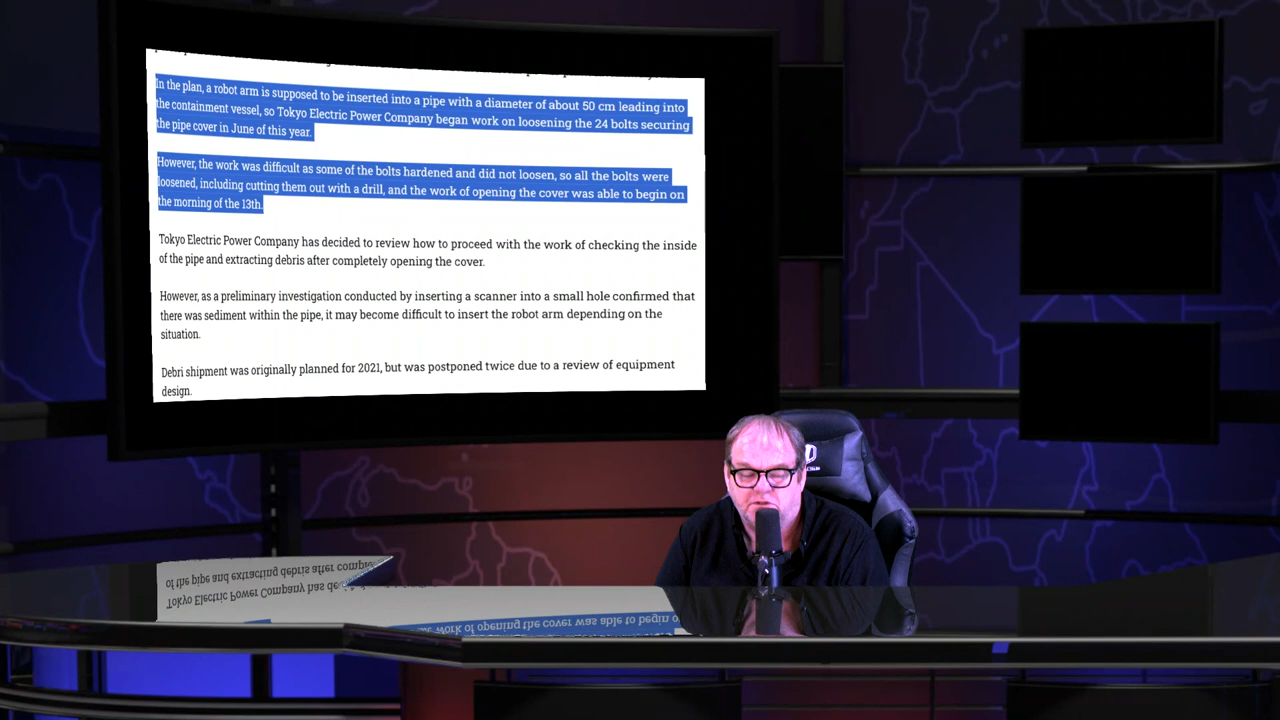 In the plan, a robot arm is supposed to be inserted into a pipe with a diameter of about 50 cm leading into
the containment vessel, so Tokyo Electric Power Company began work on loosening the 24 bolts securing
the pipe cover in June of this year.
However, the work was difficult as some of the bolts hardened and did not loosen, so all the bolts were
loosened, including cutting them out with a drill, and the work of opening the cover was able to begin on
the morning of the 13th.
Tokyo Electric Power Company has decided to review how to proceed with the work of checking the inside
of the pipe and extracting debris after completely opening the cover.
However, as a preliminary investigation conducted by inserting a scanner into a small hole confirmed that
there was sediment within the pipe, it may become difficult to insert the robot arm depending on the
situation.
Debri shipment was originally planned for 2021, but was postponed twice due to a review of equipment
design.